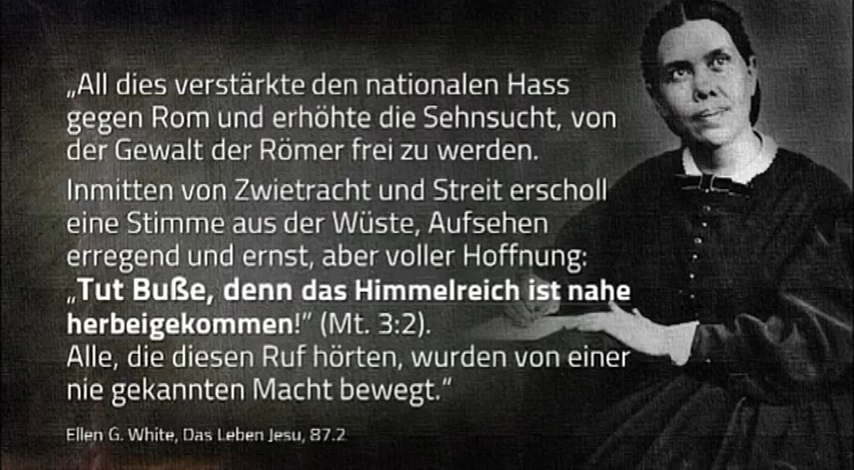 „All dies verstärkte den nationalen Hass
gegen Rom und erhöhte die Sehnsucht, von
der Gewalt der Römer frei zu werden.
Inmitten von Zwietracht und Streit erscholl
eine Stimme aus der Wüste, Aufsehen
erregend und ernst, aber voller Hoffnung:
„Tut Buße, denn das Himmelreich ist nahe
herbeigekommen!” (Mt. 3:2).
Alle, die diesen Ruf hörten, wurden von einer
nie gekannten Macht bewegt.“
Ellen G. White, Das Leben Jesu, 87.2